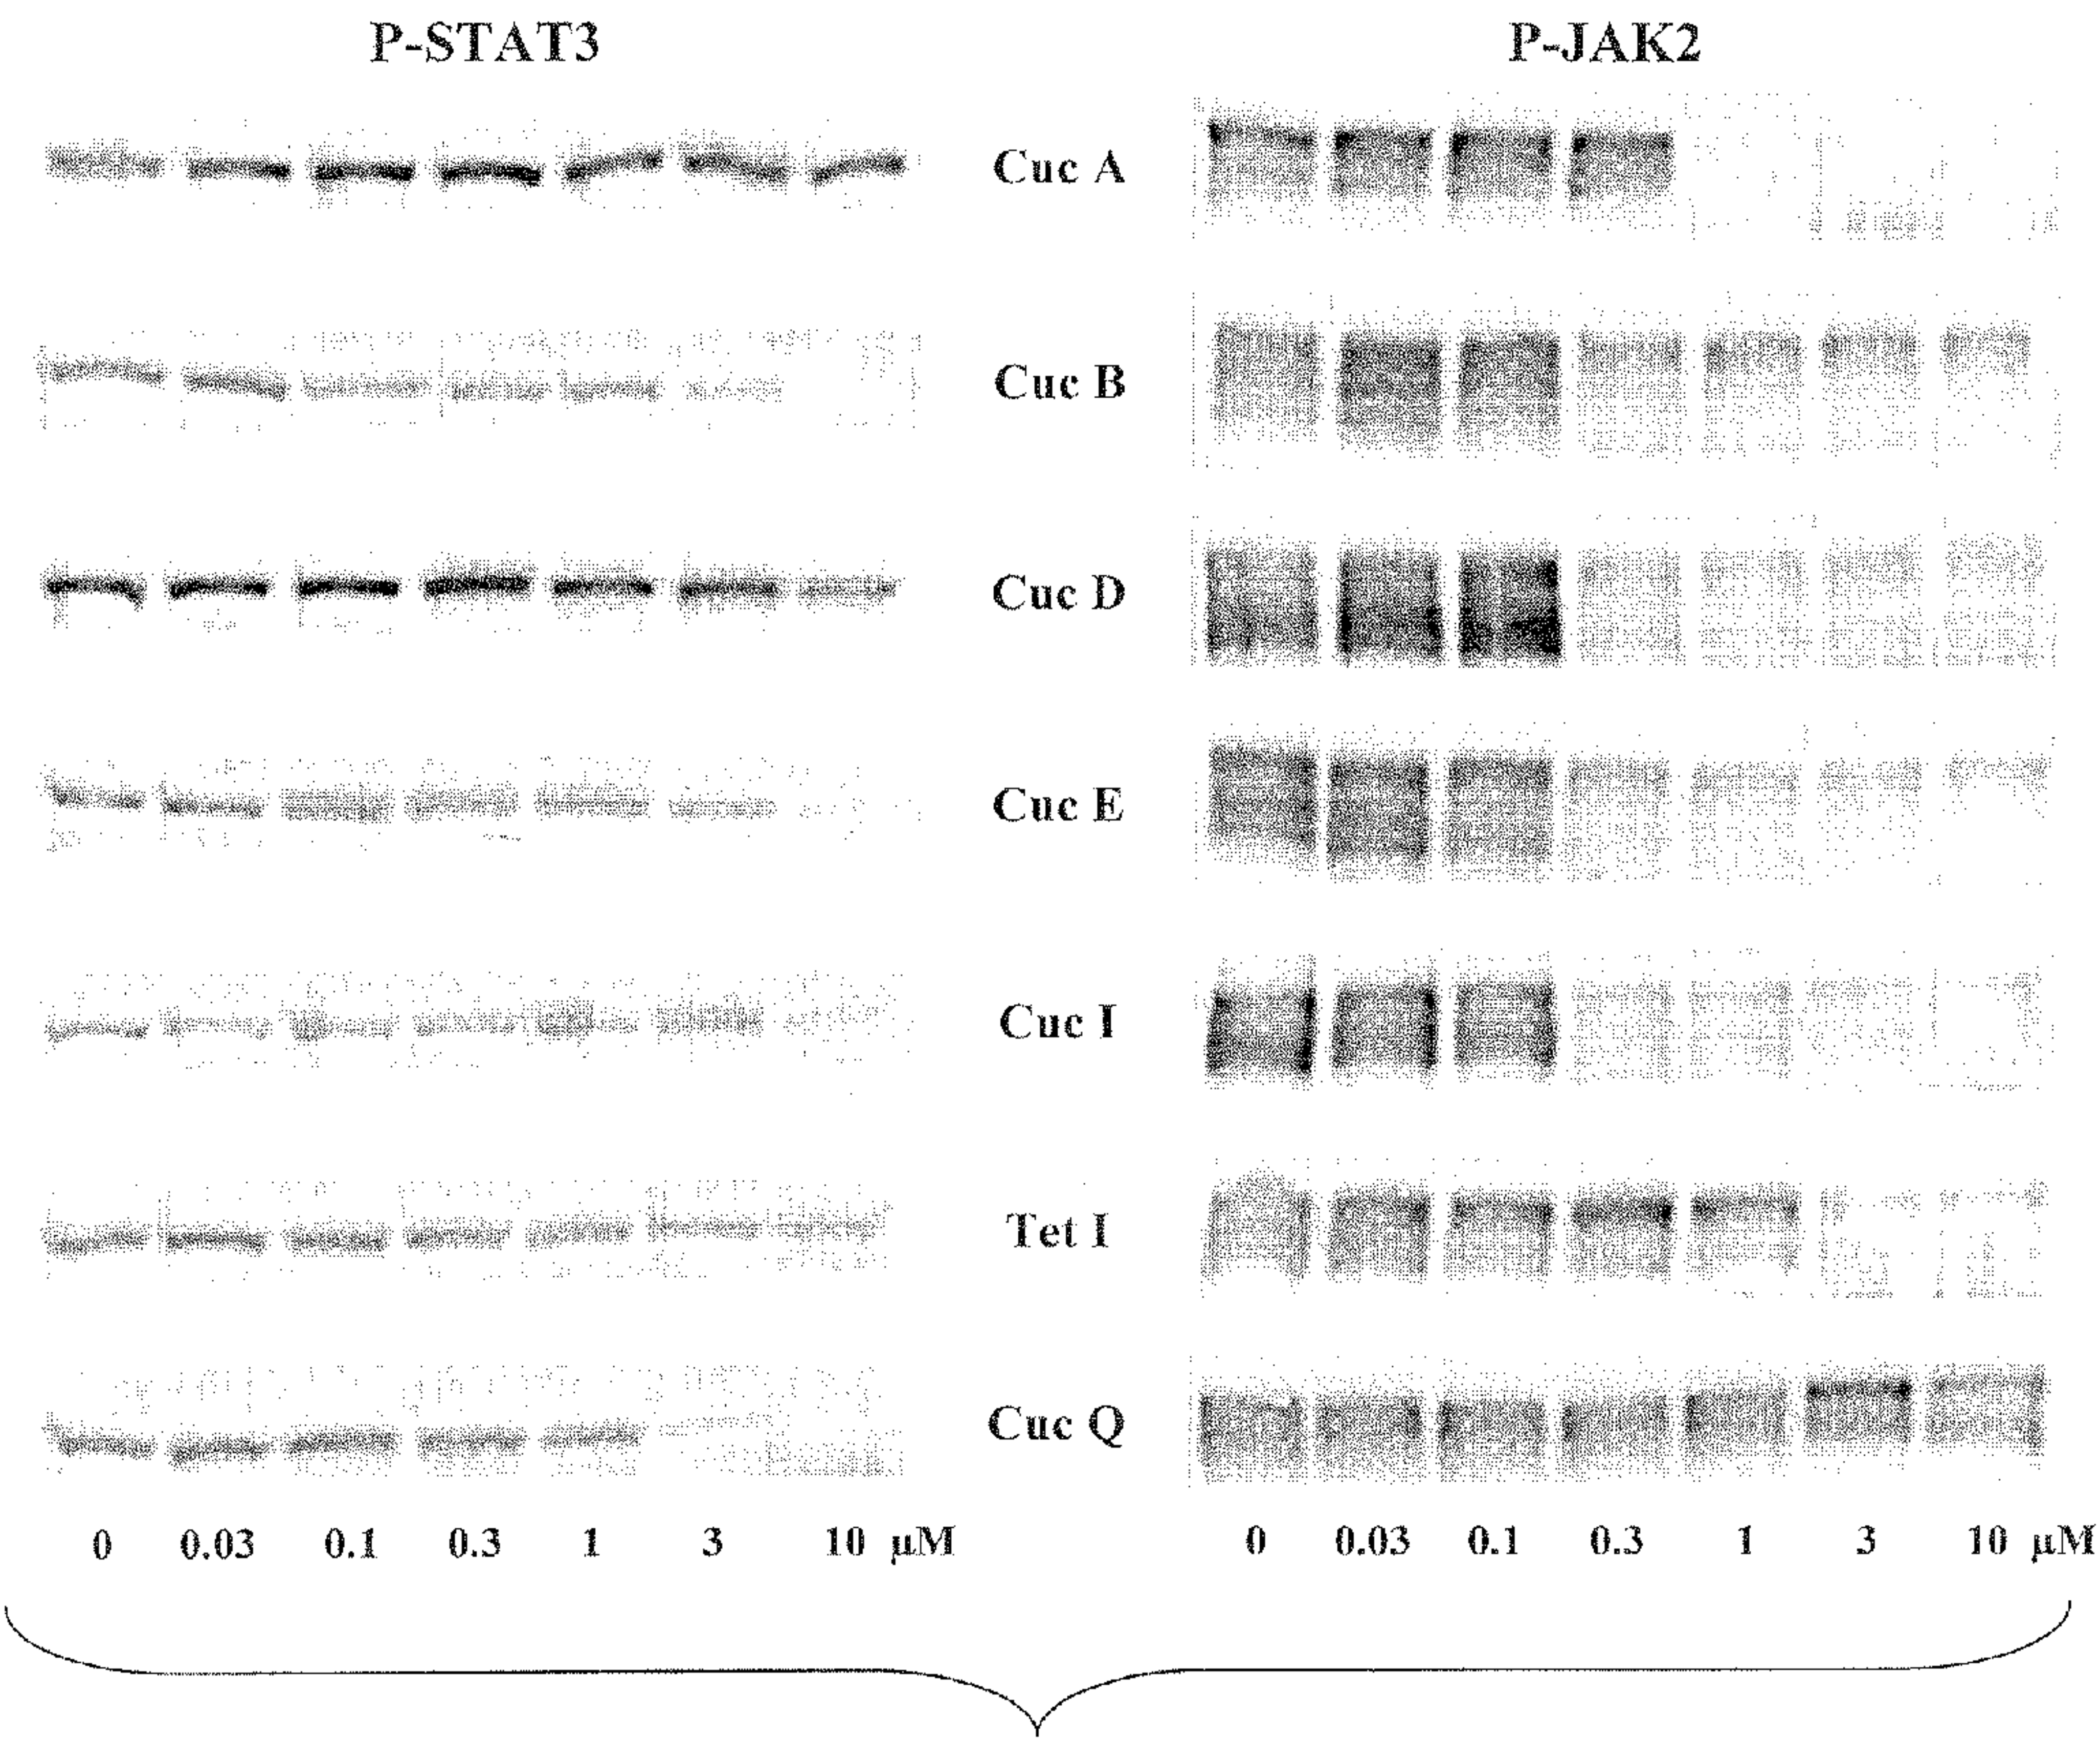 P-STAT3 P-JAK2
Cuc A
Cuc B
Cuc D
Cuc E
Cuc I
Tet I
Cuc Q
0 0.03 0.1 0.3 1 3 10 μM 0 0.03 0.1 0.3 1 3 10 μM